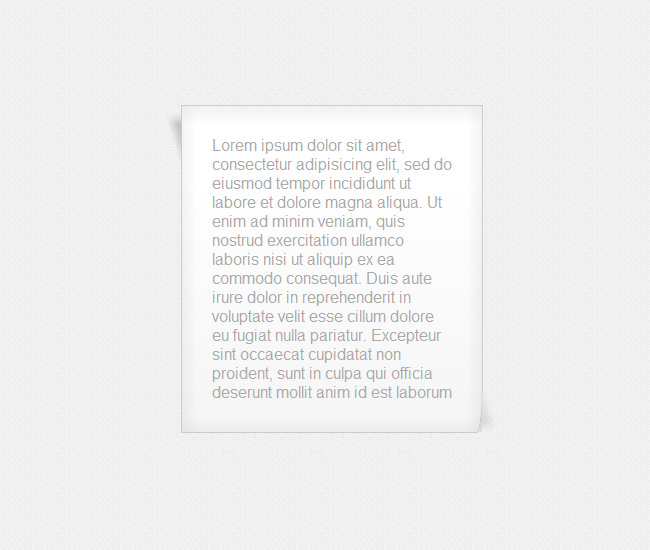 Lorem ipsum dolor sit amet,
consectetur adipisicing elit, sed do
eiusmod tempor incididunt ut
labore et dolore magna aliqua. Ut
enim ad minim veniam, quis
nostrud exercitation ullamco
laboris nisi ut aliquip ex ea
commodo consequat. Duis aute
irure dolor in reprehenderit in
voluptate velit esse cillum dolore
eu fugiat nulla pariatur. Excepteur
sint occaecat cupidatat non
proident, sunt in culpa qui officia
deserunt mollit anim id est laborum